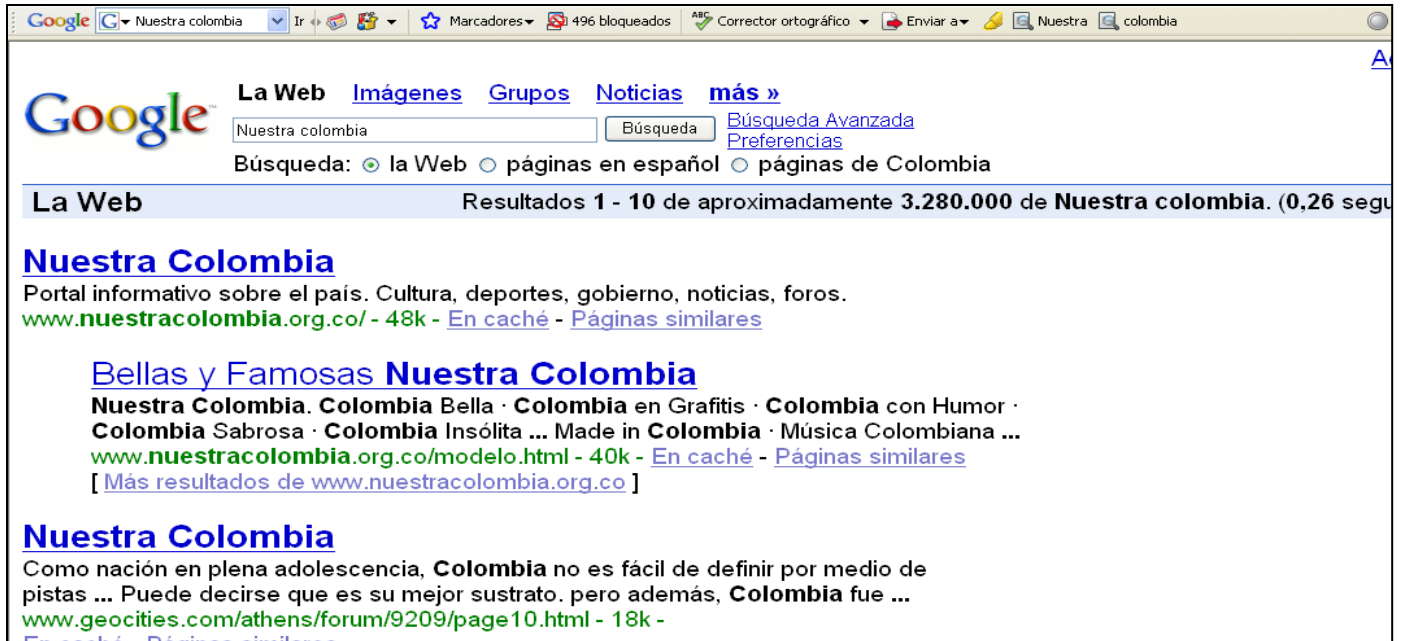 Google G Nuestra colombia Ir Marcadores 496 bloqueados ABC Corrector ortográfico Enviar a Nuestra colombia
Google™ La Web Imágenes Grupos Noticias más »
Nuestra colombia Búsqueda Búsqueda Avanzada
Preferencias
Búsqueda: la Web páginas en español páginas de Colombia
La Web Resultados 1 - 10 de aproximadamente 3.280.000 de Nuestra colombia. (0,26 segu
Nuestra Colombia
Portal informativo sobre el país. Cultura, deportes, gobierno, noticias, foros.
www.nuestracolombia.org.co/ - 48k - En caché - Páginas similares
Bellas y Famosas Nuestra Colombia
Nuestra Colombia. Colombia Bella · Colombia en Grafitis · Colombia con Humor ·
Colombia Sabrosa · Colombia Insólita ... Made in Colombia · Música Colombiana ...
www.nuestracolombia.org.co/modelo.html - 40k - En caché - Páginas similares
[ Más resultados de www.nuestracolombia.org.co ]
Nuestra Colombia
Como nación en plena adolescencia, Colombia no es fácil de definir por medio de
pistas ... Puede decirse que es su mejor sustrato. pero además, Colombia fue ...
www.geocities.com/athens/forum/9209/page10.html - 18k -
En caché - Páginas similares